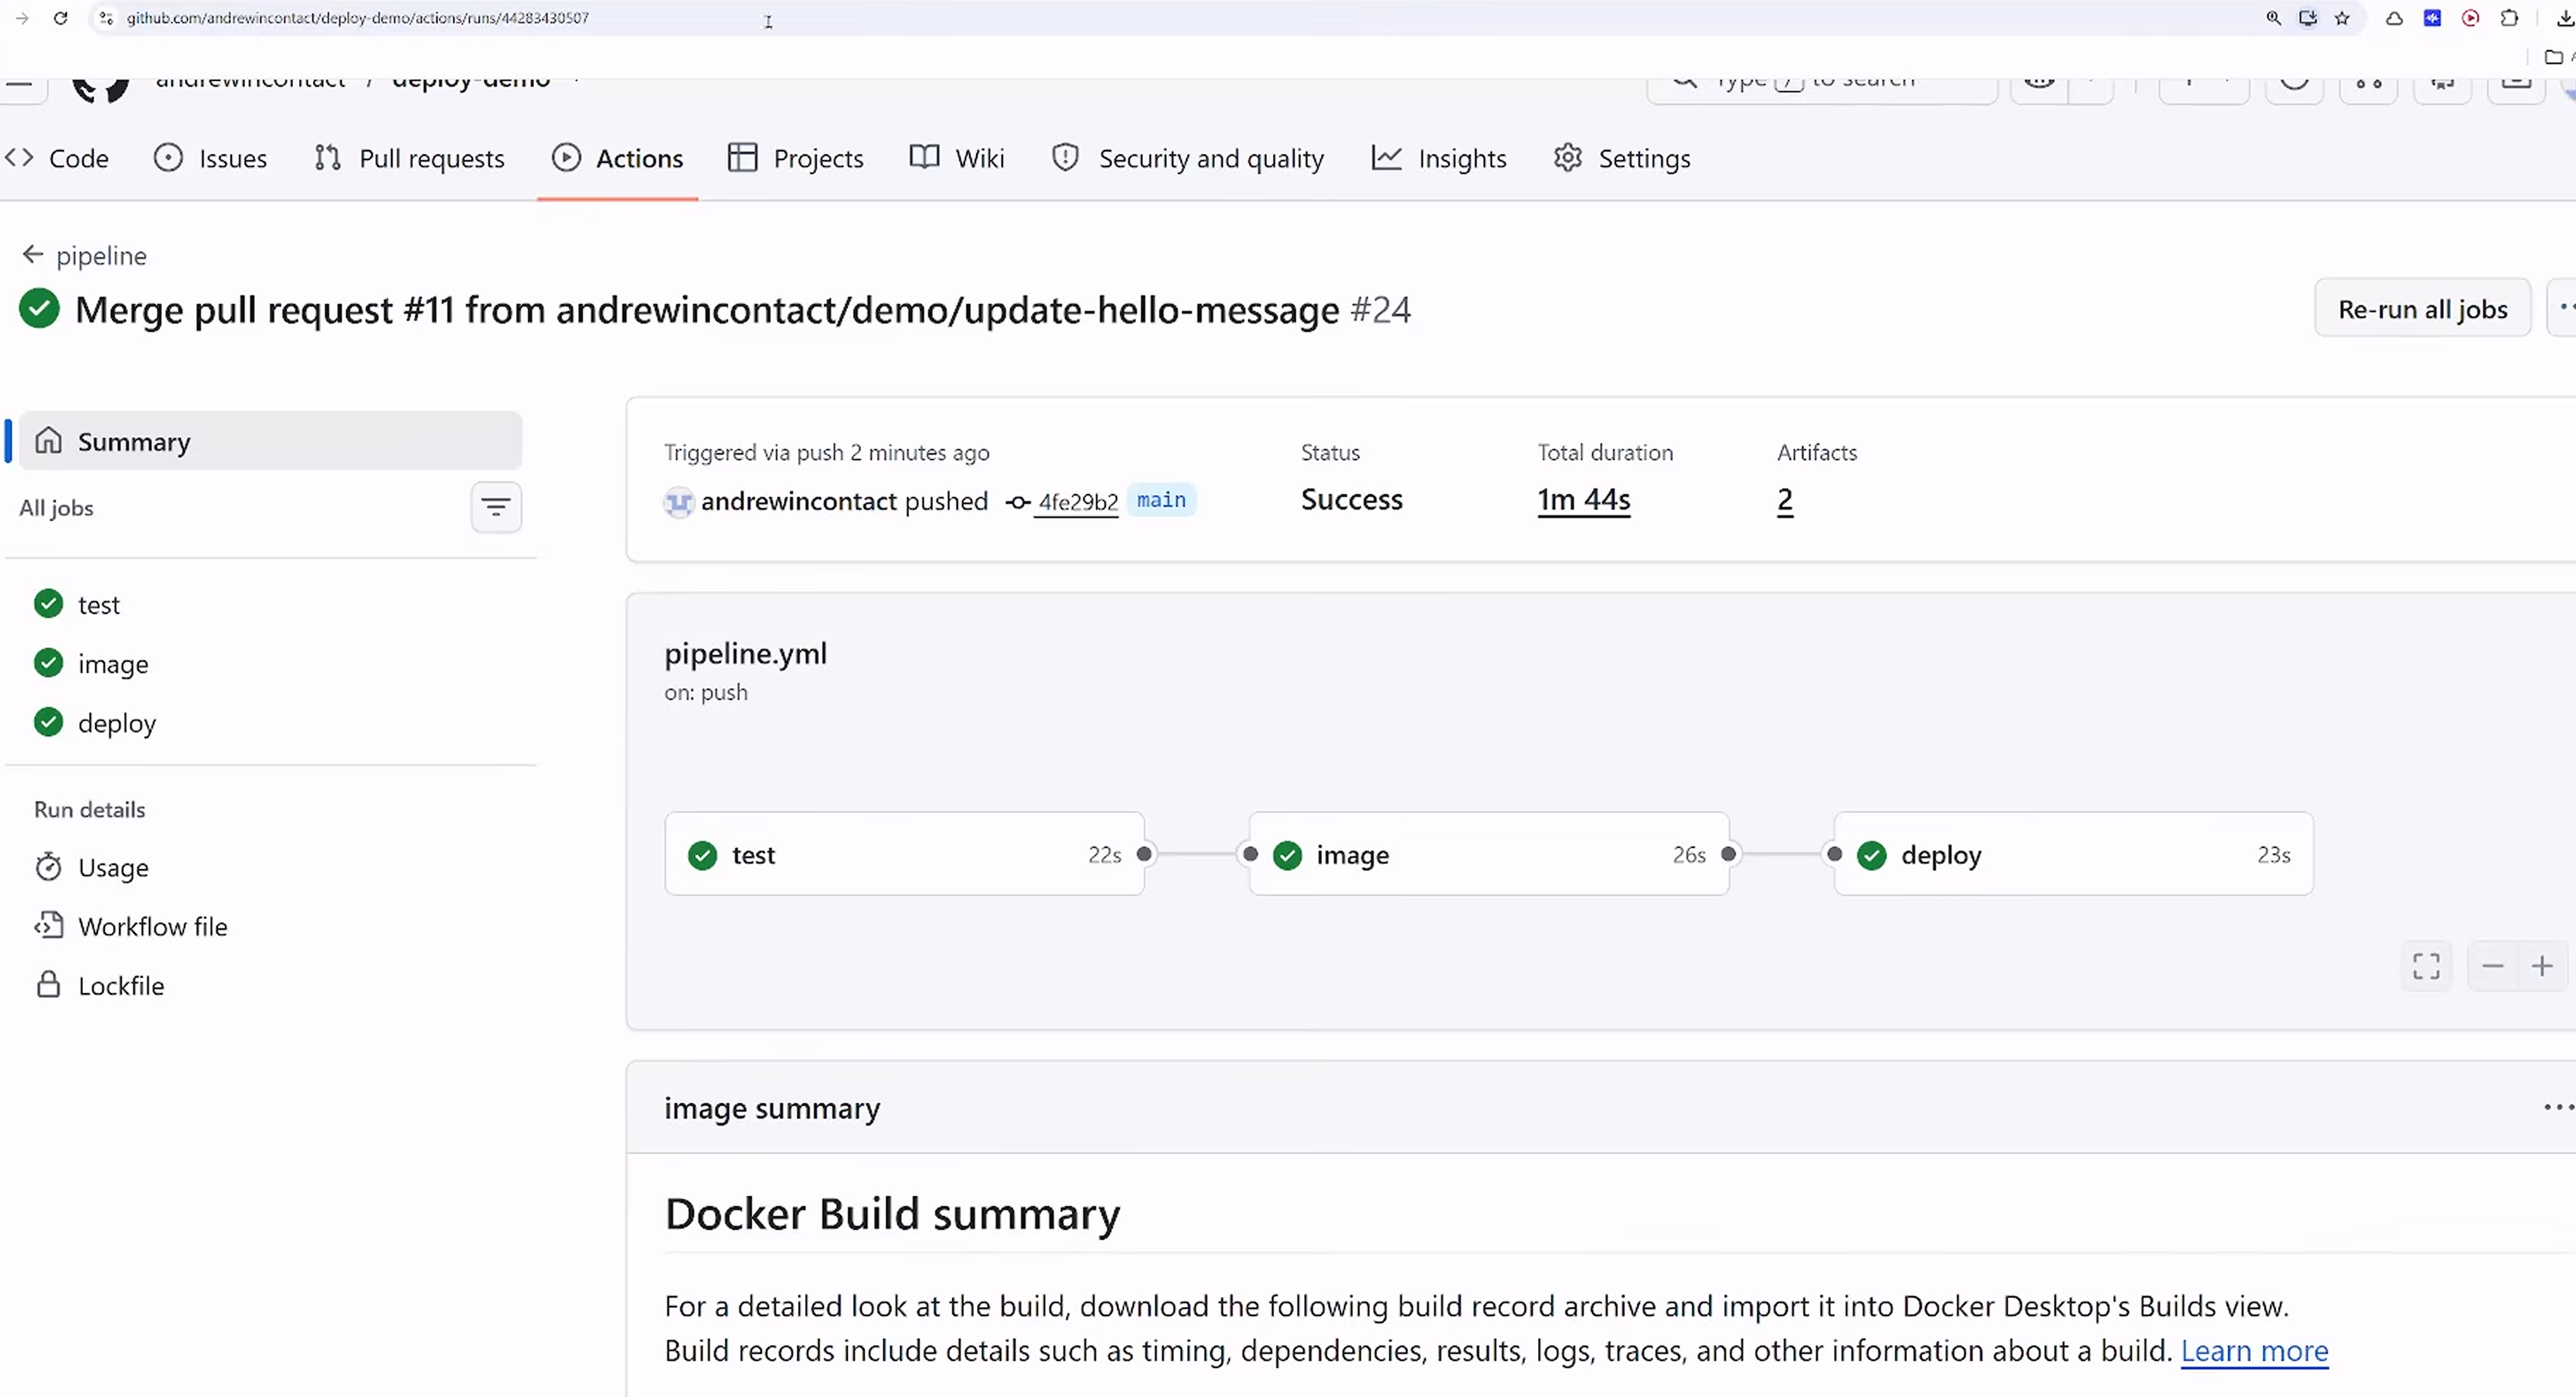 github.com/andrewincontact/deploy-demo/actions/runs/44283430507
andrewincontact / deploy-demo
Type / to search
Code Issues Pull requests Actions Projects Wiki Security and quality Insights Settings
pipeline
Merge pull request #11 from andrewincontact/demo/update-hello-message #24
Re-run all jobs
Summary
All jobs
test
image
deploy
Run details
Usage
Workflow file
Lockfile
Triggered via push 2 minutes ago
andrewincontact pushed 4fe29b2 main
Status
Success
Total duration
1m 44s
Artifacts
2
pipeline.yml
on: push
test 22s
image 26s
deploy 23s
image summary
Docker Build summary
For a detailed look at the build, download the following build record archive and import it into Docker Desktop's Builds view.
Build records include details such as timing, dependencies, results, logs, traces, and other information about a build. Learn more